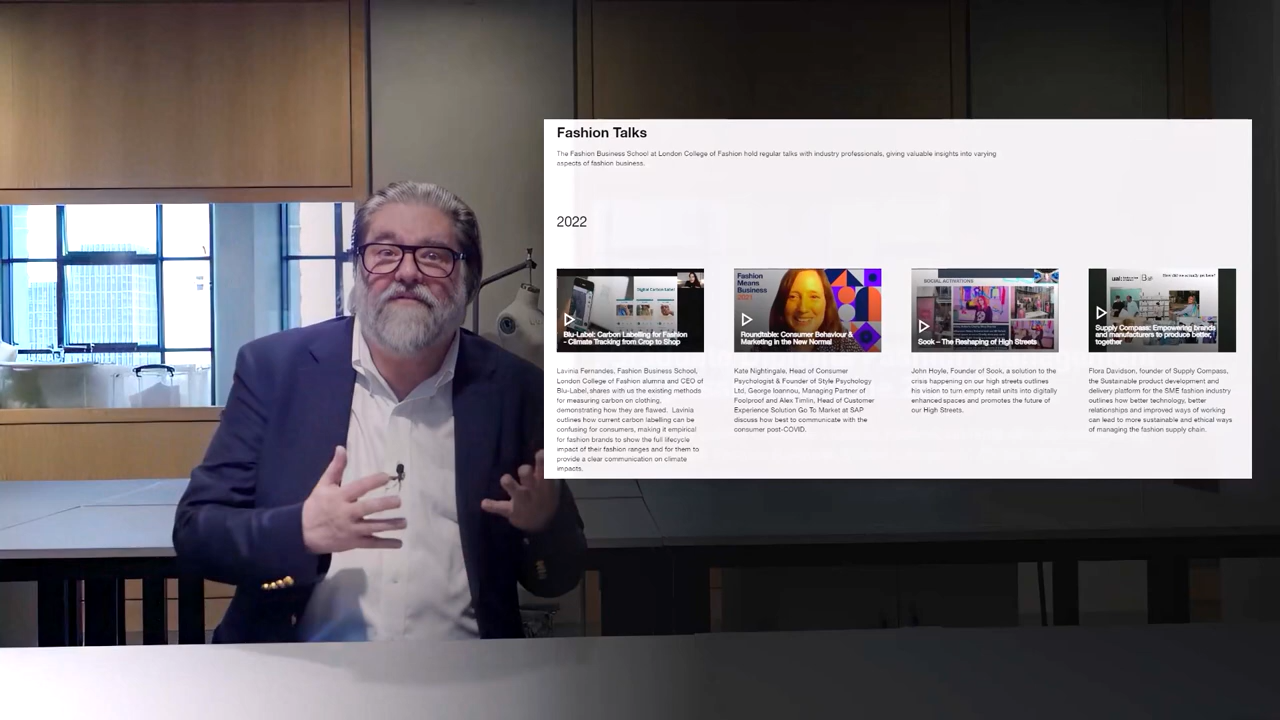 Fashion Talks
The Fashion Business School at London College of Fashion hold regular talks with industry professionals, giving valuable insights into varying
aspects of fashion business.
2022
Digital Carbon Label
Blu-Label: Carbon Labelling for Fashion
- Climate Tracking from Crop to Shop
Lavinia Fernandes, Fashion Business School,
London College of Fashion alumna and CEO of
Blu-Label, shares with us the existing methods
for measuring carbon on clothing,
demonstrating how they are flawed. Lavinia
outlines how current carbon labelling can be
confusing for consumers, making it empirical
for fashion brands to show the full lifecycle
impact of their fashion ranges and for them to
provide a clear communication on climate
impacts.
Fashion
Means
Business
2021
Roundtable: Consumer Behaviour &
Marketing in the New Normal
Kate Nightingale, Head of Consumer
Psychologist & Founder of Style Psychology
Ltd, George Ioannou, Managing Partner of
Foolproof and Alex Timlin, Head of Customer
Experience Solution Go To Market at SAP
discuss how best to communicate with the
consumer post-COVID.
SOCIAL ACTIVATIONS
Sook – The Reshaping of High Streets
John Hoyle, Founder of Sook, a solution to the
crisis happening on our high streets outlines
his vision to turn empty retail units into digitally
enhanced spaces and promotes the future of
our High Streets.
Supply Compass: Empowering brands
and manufacturers to produce better,
together
Flora Davidson, founder of Supply Compass,
the Sustainable product development and
delivery platform for the SME fashion industry
outlines how better technology, better
relationships and improved ways of working
can lead to more sustainable and ethical ways
of managing the fashion supply chain.